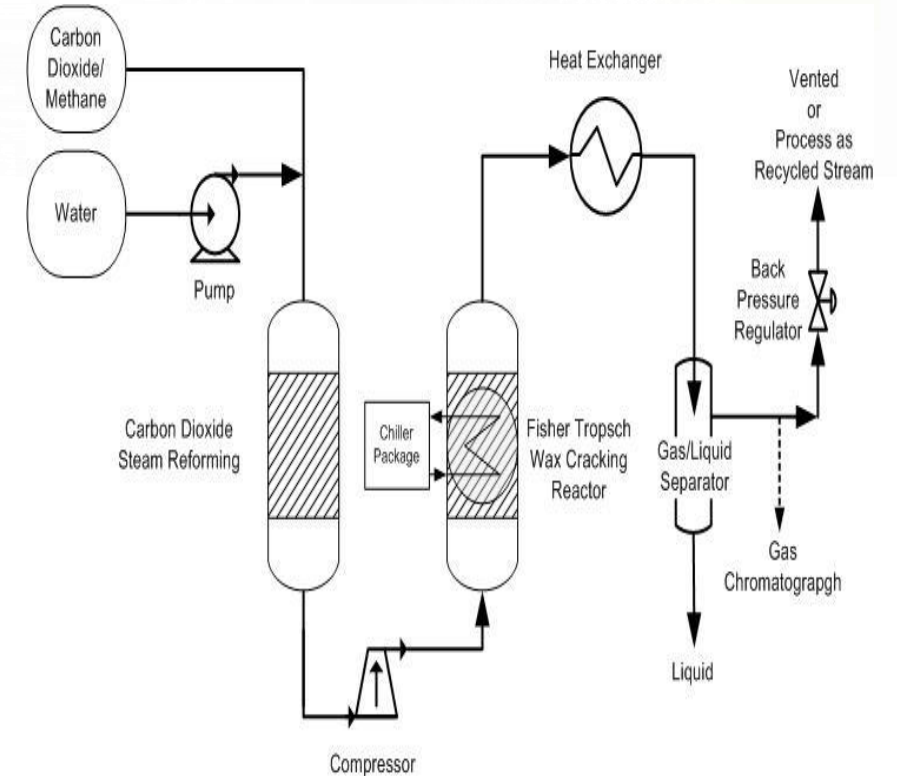 Carbon
Dioxide/
Methane
Water
Pump
Heat Exchanger
Vented
or
Process as
Recycled Stream
Back
Pressure
Regulator
Carbon Dioxide
Steam Reforming
Chiller
Package
Fisher Tropsch
Wax Cracking
Reactor
Gas/Liquid
Separator
Gas
Chromatograpgh
Liquid
Compressor